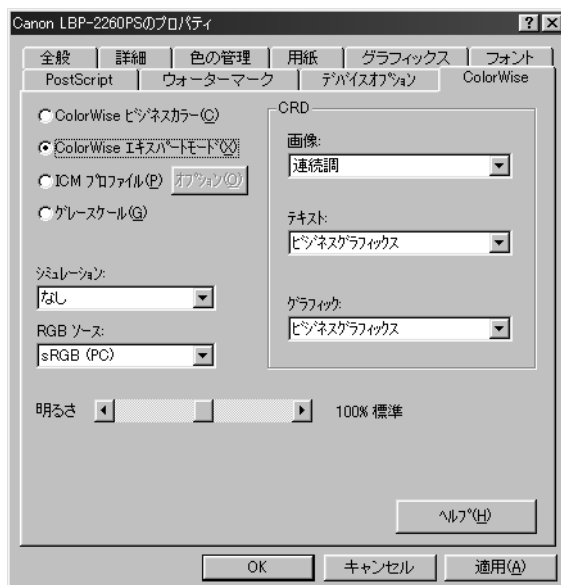 Canon LBP-2260PSのプロパティ
全般 詳細 色の管理 用紙 グラフィックス フォント
PostScript ウォーターマーク デバイスオプション ColorWise
ColorWise ビジネスカラー(C)
ColorWise エキスパートモード(X)
ICM プロファイル(P) オプション(O)
グレースケール(G)
シミュレーション:
なし
RGB ソース:
sRGB (PC)
CRD
画像:
連続調
テキスト:
ビジネスグラフィックス
グラフィック:
ビジネスグラフィックス
明るさ 100% 標準
ヘルプ(H)
OK キャンセル 適用(A)